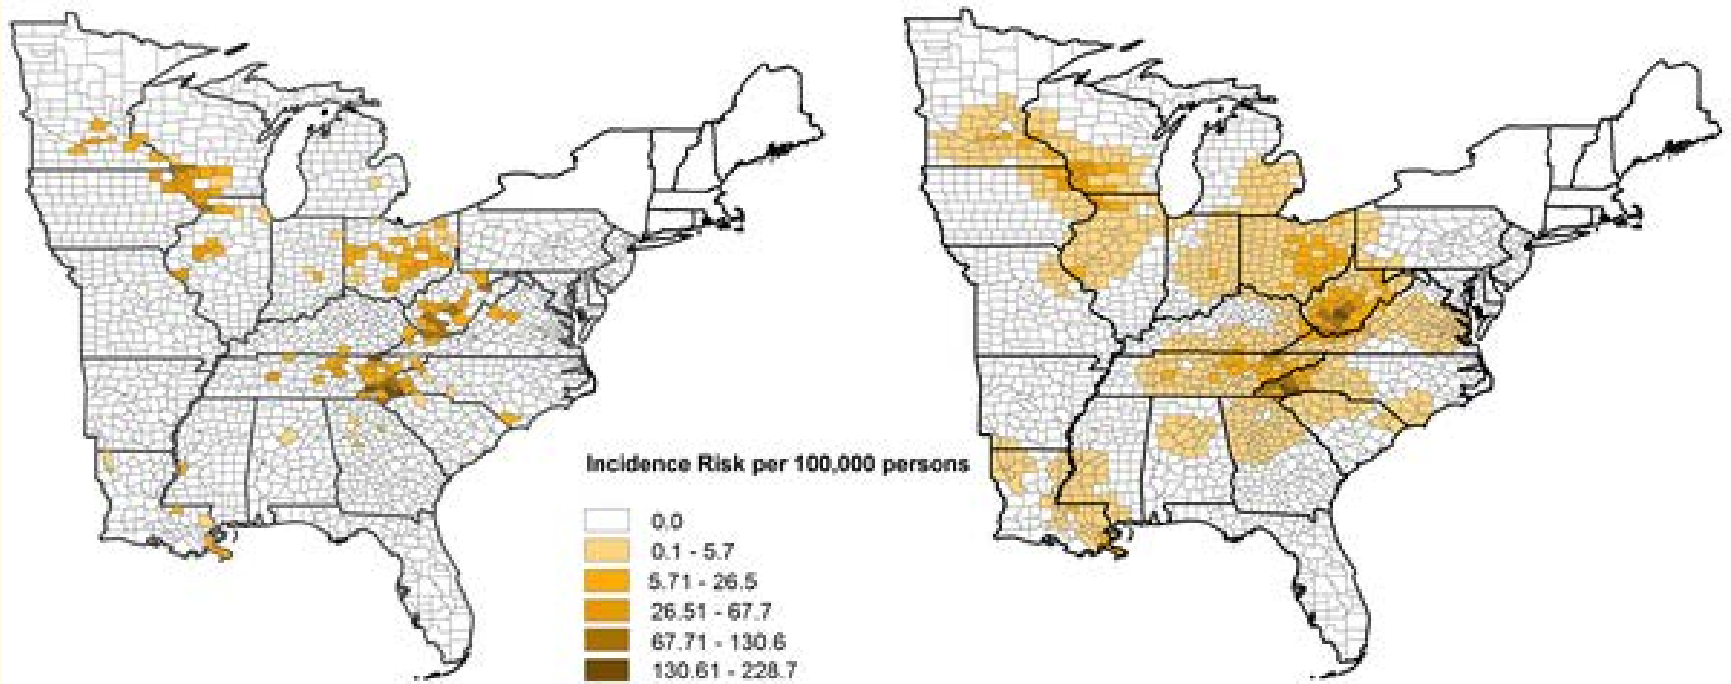 Incidence Risk per 100,000 persons
0.0
0.1 - 5.7
5.71 - 26.5
26.51 - 67.7
67.71 - 130.6
130.61 - 228.7